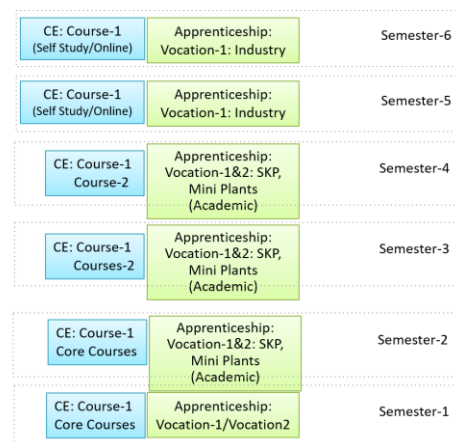 CE: Course-1
(Self Study/Online)
Apprenticeship:
Vocation-1: Industry
Semester-6
CE: Course-1
(Self Study/Online)
Apprenticeship:
Vocation-1: Industry
Semester-5
CE: Course-1
Course-2
Apprenticeship:
Vocation-1&2: SKP,
Mini Plants
(Academic)
Semester-4
CE: Course-1
Courses-2
Apprenticeship:
Vocation-1&2: SKP,
Mini Plants
(Academic)
Semester-3
CE: Course-1
Core Courses
Apprenticeship:
Vocation-1&2: SKP,
Mini Plants
(Academic)
Semester-2
CE: Course-1
Core Courses
Apprenticeship:
Vocation-1/Vocation2
Semester-1